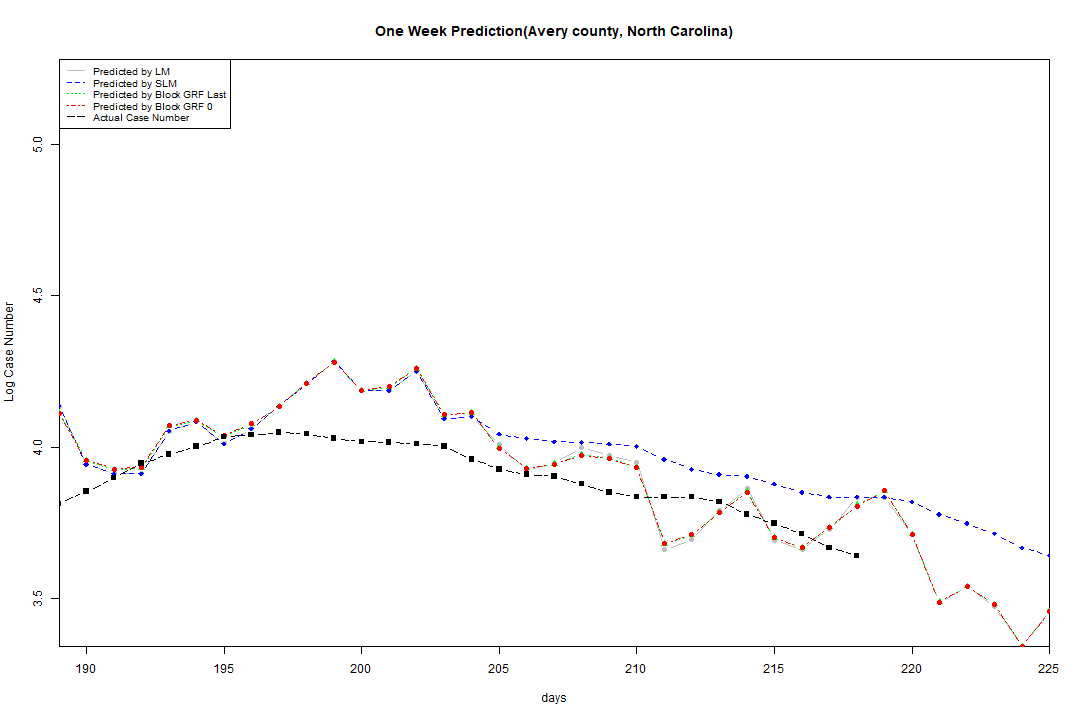 One Week Prediction(Avery county, North Carolina)
Predicted by LM
Predicted by SLM
Predicted by Block GRF Last
Predicted by Block GRF 0
Actual Case Number
5.0
4.5
4.0
3.5
Log Case Number
190 195 200 205 210 215 220 225
days